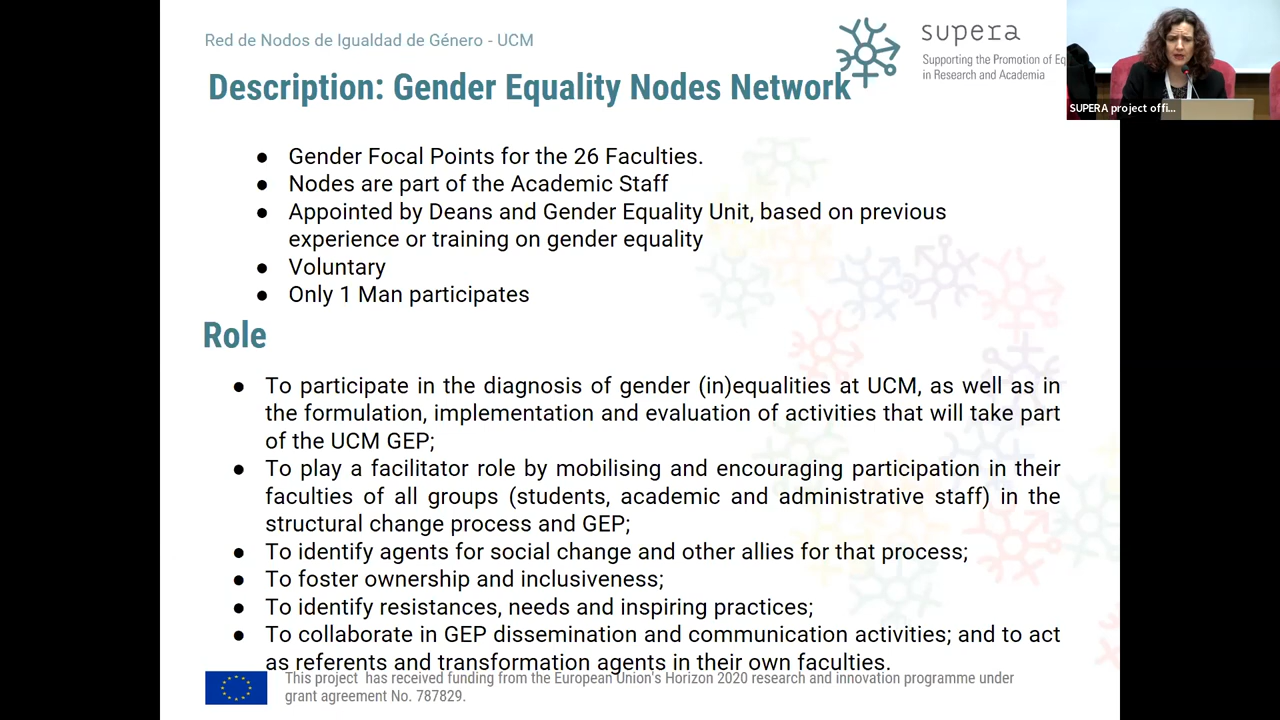 Red de Nodos de Igualdad de Género - UCM
supera
Supporting the Promotion of Eq
in Research and Academia
SUPERA project offi...
Description: Gender Equality Nodes Network
● Gender Focal Points for the 26 Faculties.
● Nodes are part of the Academic Staff
● Appointed by Deans and Gender Equality Unit, based on previous
experience or training on gender equality
● Voluntary
● Only 1 Man participates
Role
● To participate in the diagnosis of gender (in)equalities at UCM, as well as in
the formulation, implementation and evaluation of activities that will take part
of the UCM GEP;
● To play a facilitator role by mobilising and encouraging participation in their
faculties of all groups (students, academic and administrative staff) in the
structural change process and GEP;
● To identify agents for social change and other allies for that process;
● To foster ownership and inclusiveness;
● To identify resistances, needs and inspiring practices;
● To collaborate in GEP dissemination and communication activities; and to act
as referents and transformation agents in their own faculties.
This project has received funding from the European Union's Horizon 2020 research and innovation programme under
grant agreement No. 787829.